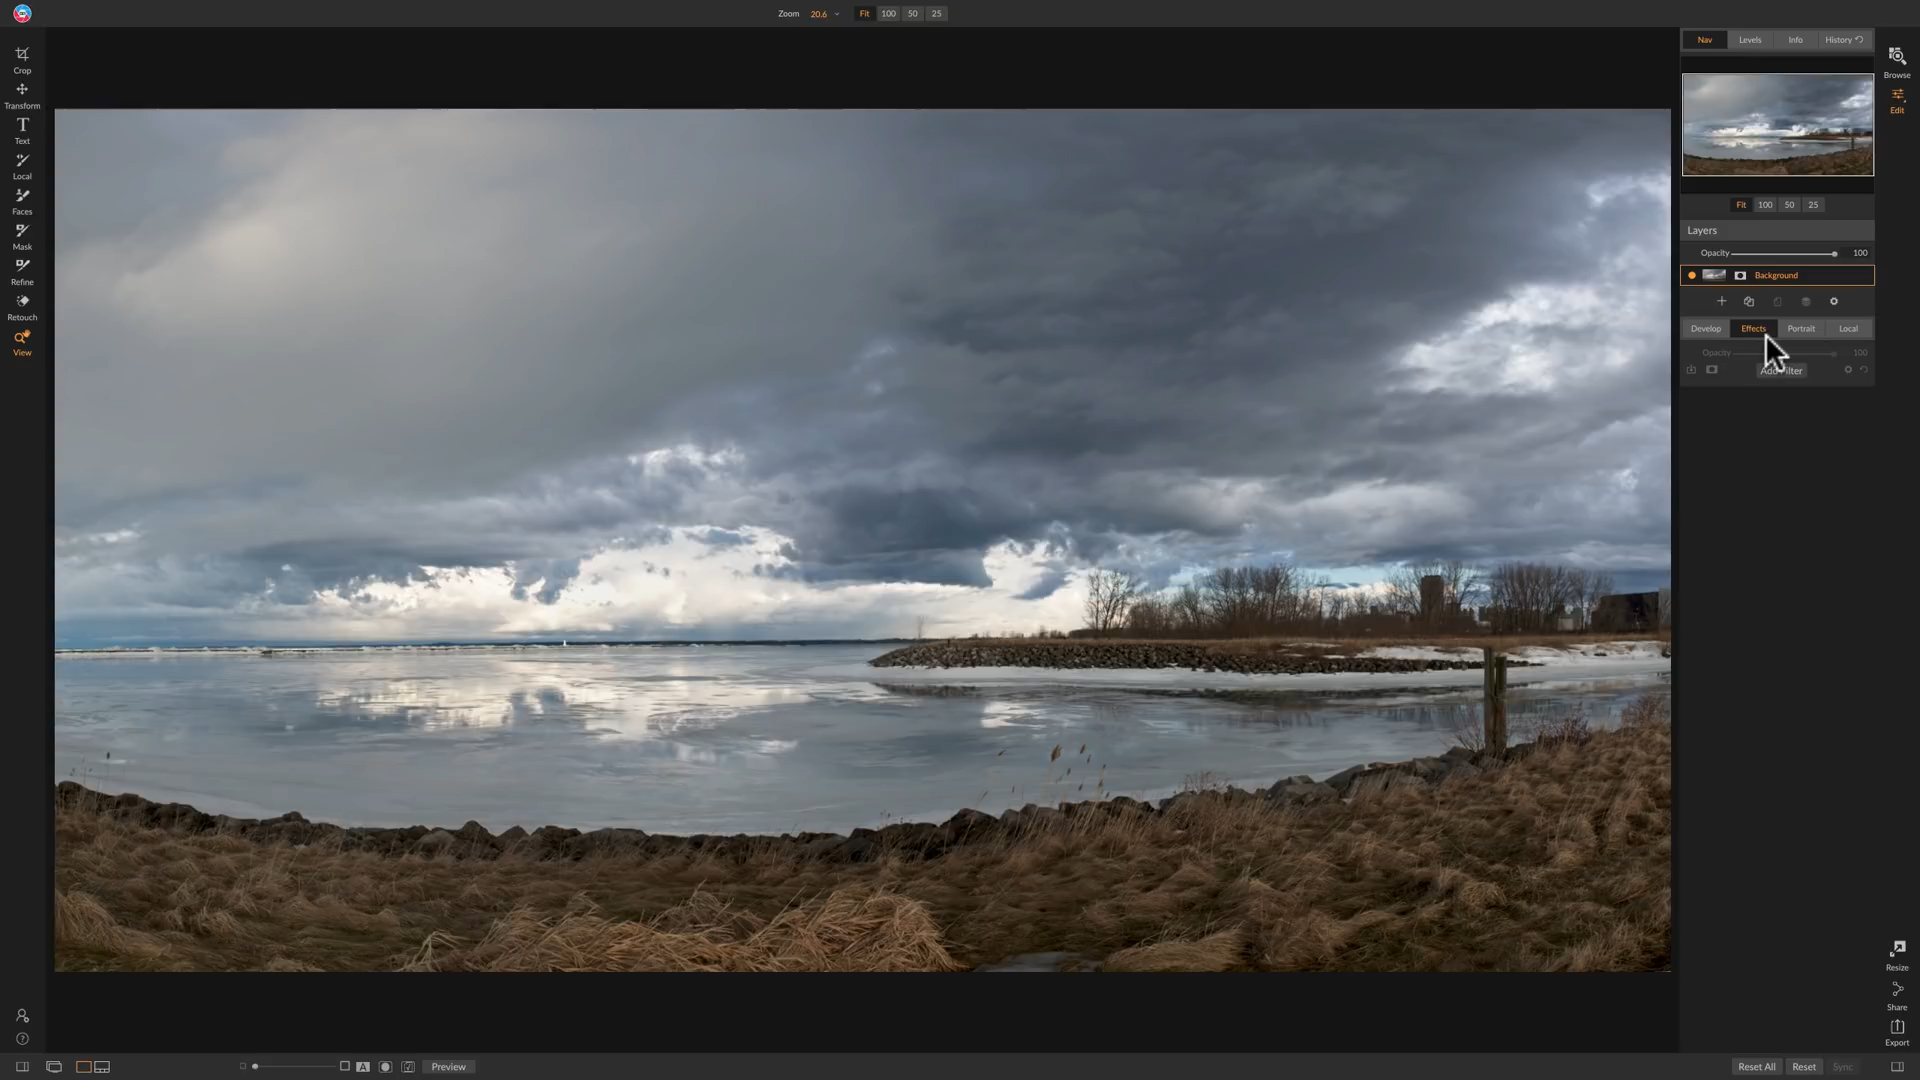 Zoom 20.6 Fit 100 50 25
Crop
Transform
Text
Local
Faces
Mask
Refine
Retouch
View
Nav Levels Info History
Browse
Edit
Fit 100 50 25
Layers
Opacity 100
Background
Develop Effects Portrait Local
Opacity 100
Add Filter
Resize
Share
Export
A Preview
Reset All Reset Sync